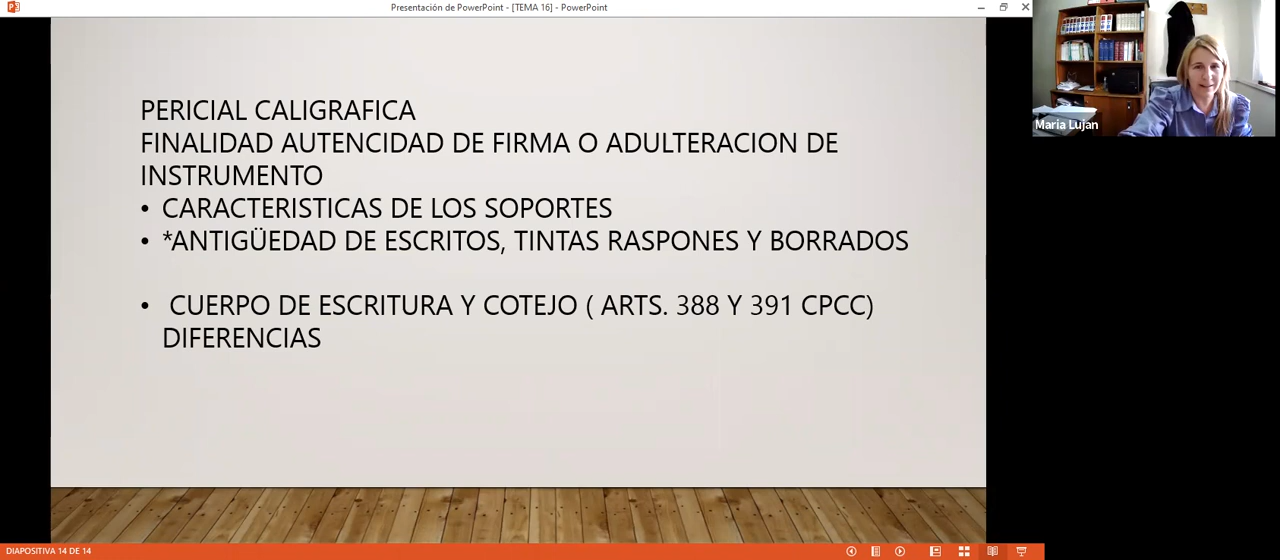 Presentación de PowerPoint - [TEMA 16] - PowerPoint
Maria Lujan
PERICIAL CALIGRAFICA
FINALIDAD AUTENCIDAD DE FIRMA O ADULTERACION DE
INSTRUMENTO
• CARACTERISTICAS DE LOS SOPORTES
• *ANTIGÜEDAD DE ESCRITOS, TINTAS RASPONES Y BORRADOS
• CUERPO DE ESCRITURA Y COTEJO ( ARTS. 388 Y 391 CPCC)
DIFERENCIAS
DIAPOSITIVA 14 DE 14